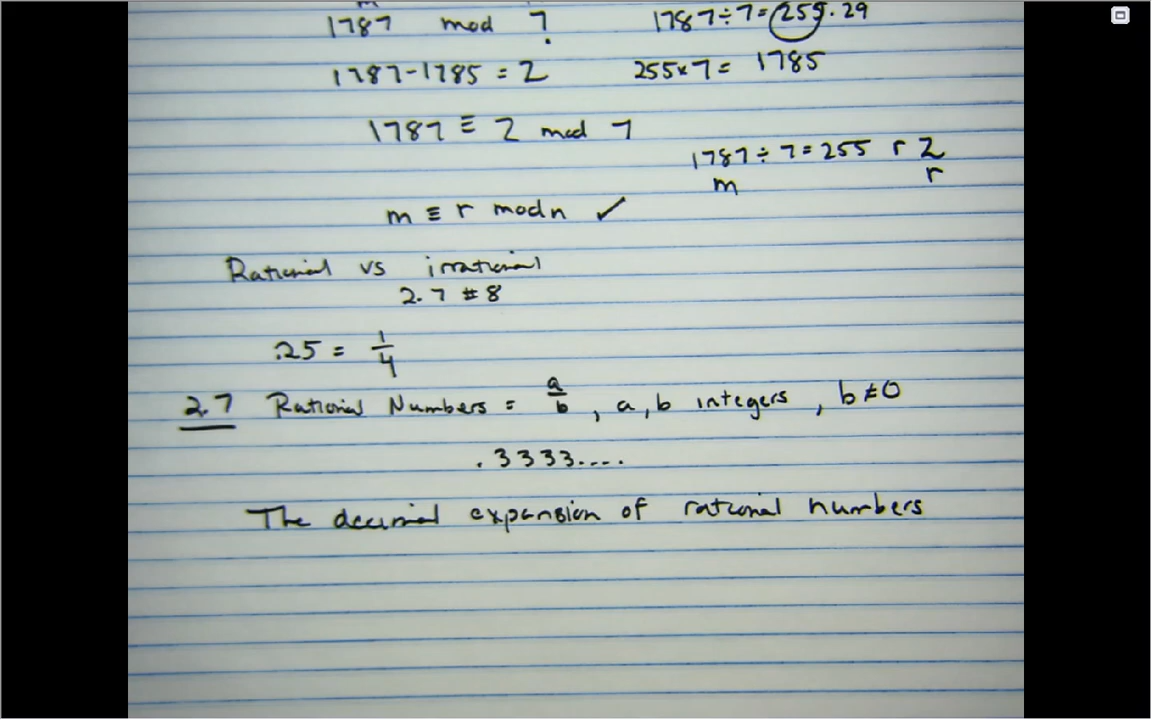 m
1787 mod 7 1787÷7=255.29
1787-1785 = 2 255×7= 1785
1787 ≡ 2 mod 7
1787÷7=255 r 2
m r
m ≡ r mod n ✓
Rational vs irrational
2.7 #8
.25 = 1/4
2.7 Rational Numbers = a/b, a, b integers, b≠0
.3333....
The decimal expansion of rational numbers